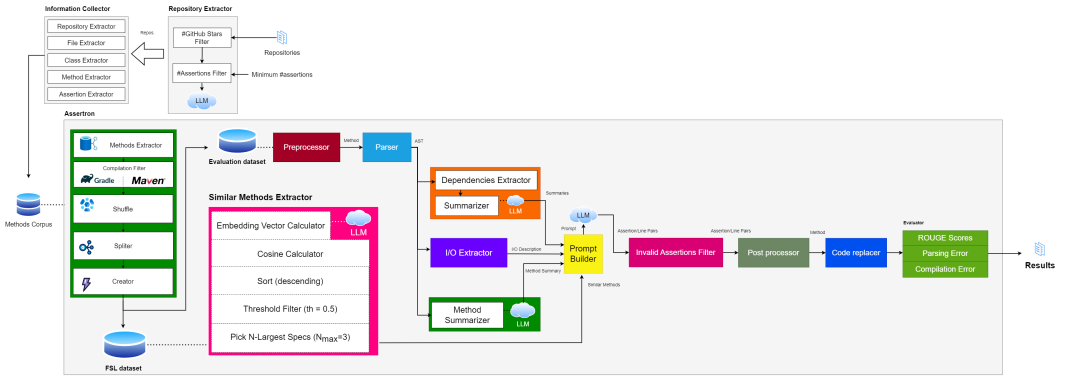 Information Collector
Repository Extractor
File Extractor
Class Extractor
Method Extractor
Assertion Extractor
Repos
Repository Extractor
#GitHub Stars
Filter
#Assertions Filter
LLM
Repositories
Minimum #assertions
Assertron
Methods Corpus
Methods Extractor
Compilation Filter
Gradle
Maven
Shuffle
Spliter
Creator
FSL dataset
Evaluation dataset
Preprocessor
Method
Parser
AST
Similar Methods Extractor
Embedding Vector Calculator
LLM
Cosine Calculator
Sort (descending)
Threshold Filter (th = 0.5)
Pick N-Largest Specs (Nmax=3)
Dependencies Extractor
Summarizer
LLM
Summaries
I/O Extractor
I/O Description
Method Summary
Method
Summarizer
LLM
LLM
Prompt
Prompt
Builder
Similar Methods
Assertion/Line Pairs
Invalid Assertions Filter
Assertion/Line Pairs
Post processor
Method
Code replacer
Evaluator
ROUGE Scores
Parsing Error
Compilation Error
Results